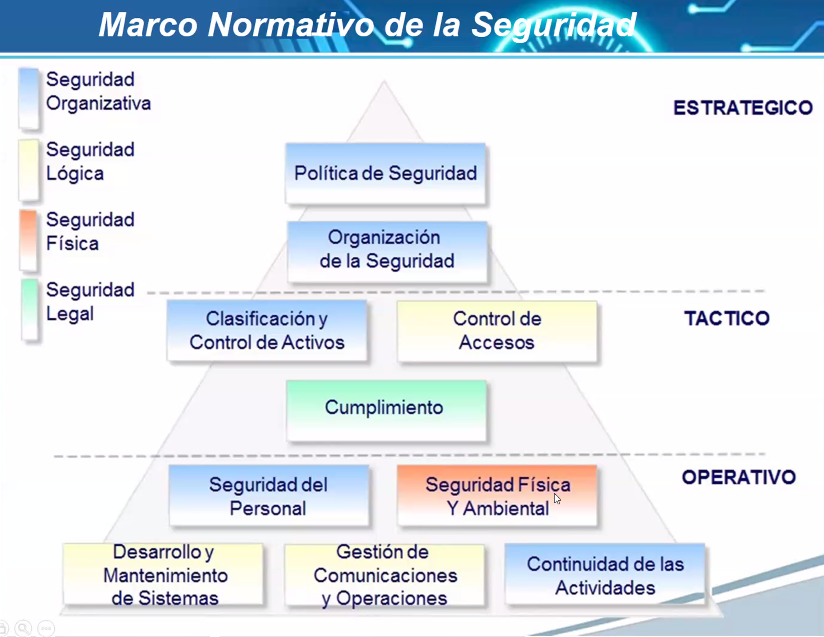 Marco Normativo de la Seguridad
Seguridad
Organizativa
Seguridad
Lógica
Seguridad
Física
Seguridad
Legal
ESTRATEGICO
Política de Seguridad
Organización
de la Seguridad
TACTICO
Clasificación y
Control de Activos
Control de
Accesos
Cumplimiento
OPERATIVO
Seguridad del
Personal
Seguridad Física
Y Ambiental
Desarrollo y
Mantenimiento
de Sistemas
Gestión de
Comunicaciones
y Operaciones
Continuidad de las
Actividades